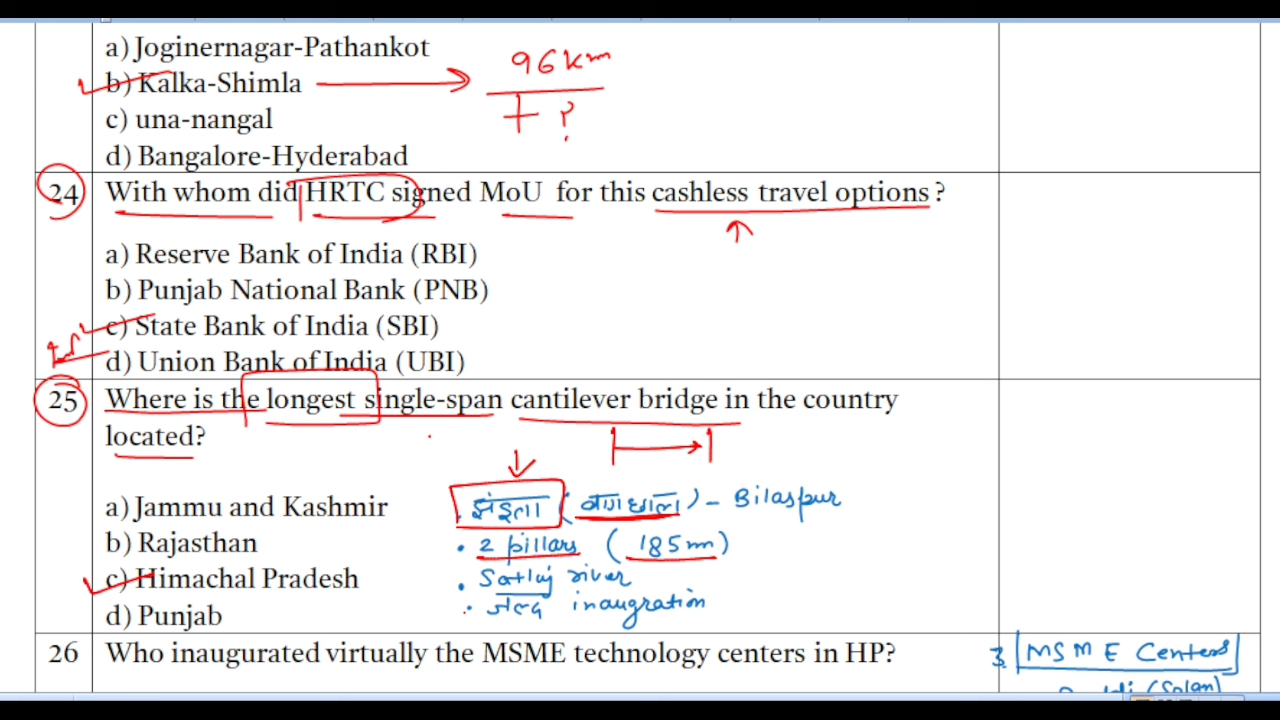 a) Joginernagar-Pathankot
b) Kalka-Shimla 96 km
?
c) una-nangal
d) Bangalore-Hyderabad
24 With whom did HRTC signed MoU for this cashless travel options ?
a) Reserve Bank of India (RBI)
b) Punjab National Bank (PNB)
c) State Bank of India (SBI)
d) Union Bank of India (UBI)
25 Where is the longest single-span cantilever bridge in the country
located?
a) Jammu and Kashmir
b) Rajasthan
c) Himachal Pradesh
d) Punjab
- Bilaspur
• 2 pillars (185m)
• Satluj river
• inaugration
26 Who inaugurated virtually the MSME technology centers in HP?
3. MSME Centers
(Solan)